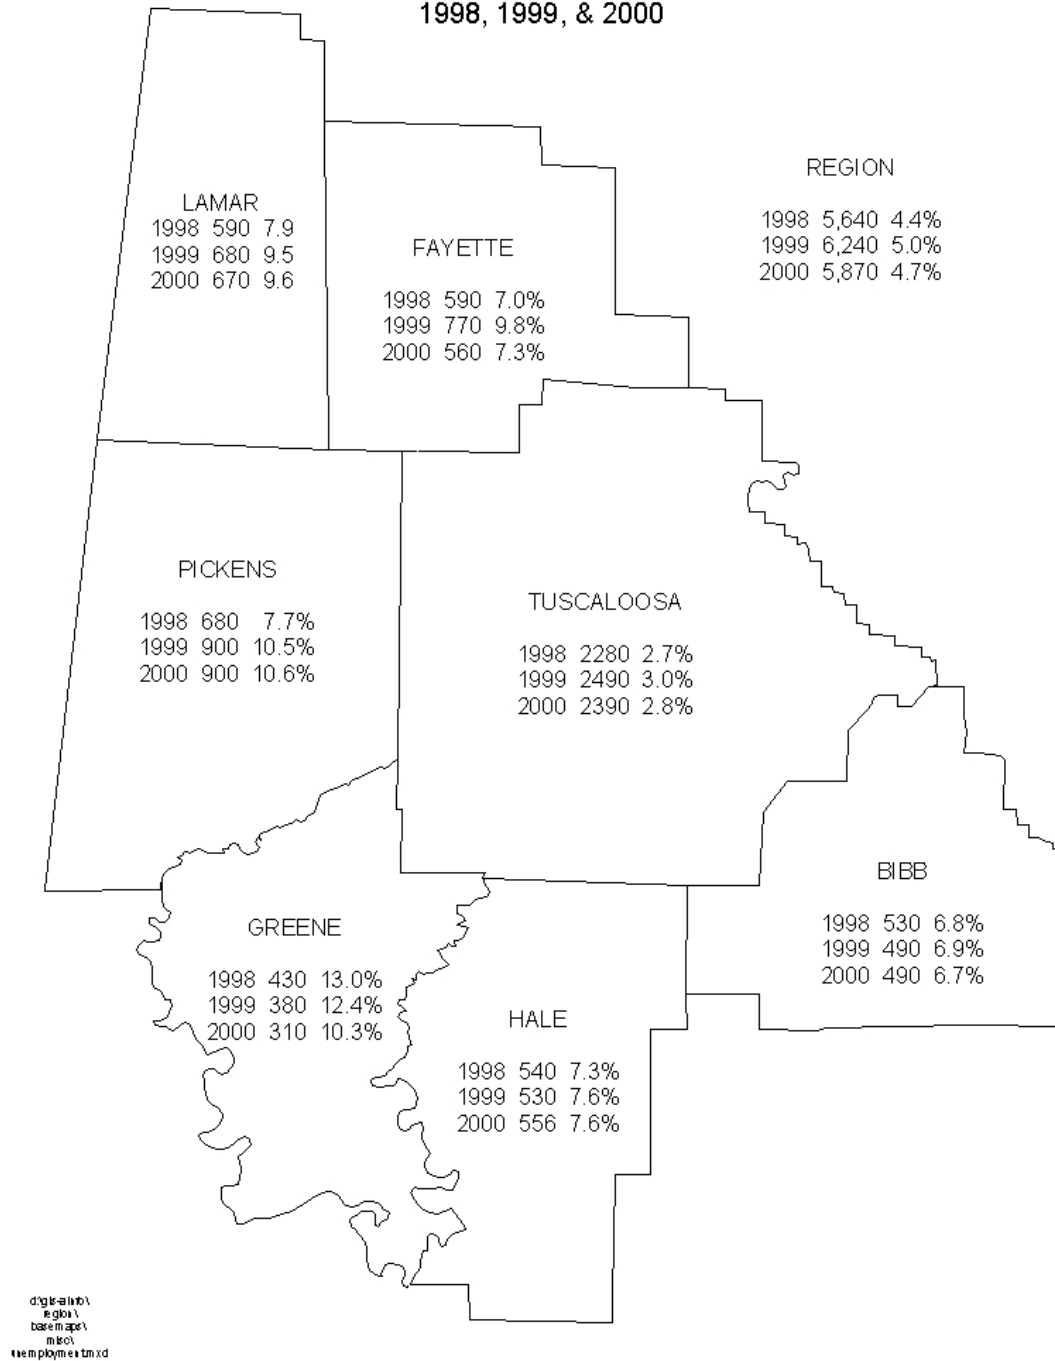 1998, 1999, & 2000
REGION
1998 5,640 4.4%
1999 6,240 5.0%
2000 5,870 4.7%
LAMAR
1998 590 7.9
1999 680 9.5
2000 670 9.6
FAYETTE
1998 590 7.0%
1999 770 9.8%
2000 560 7.3%
PICKENS
1998 680 7.7%
1999 900 10.5%
2000 900 10.6%
TUSCALOOSA
1998 2280 2.7%
1999 2490 3.0%
2000 2390 2.8%
BIBB
1998 530 6.8%
1999 490 6.9%
2000 490 6.7%
GREENE
1998 430 13.0%
1999 380 12.4%
2000 310 10.3%
HALE
1998 540 7.3%
1999 530 7.6%
2000 556 7.6%
region\
basemaps\
misc\
unemployment.mxd